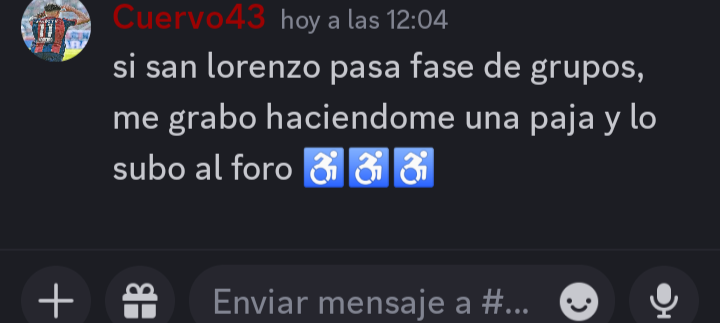 Cuervo43 hoy a las 12:04
si san lorenzo pasa fase de grupos,
me grabo haciendome una paja y lo
subo al foro ♿♿♿
Enviar mensaje a #...